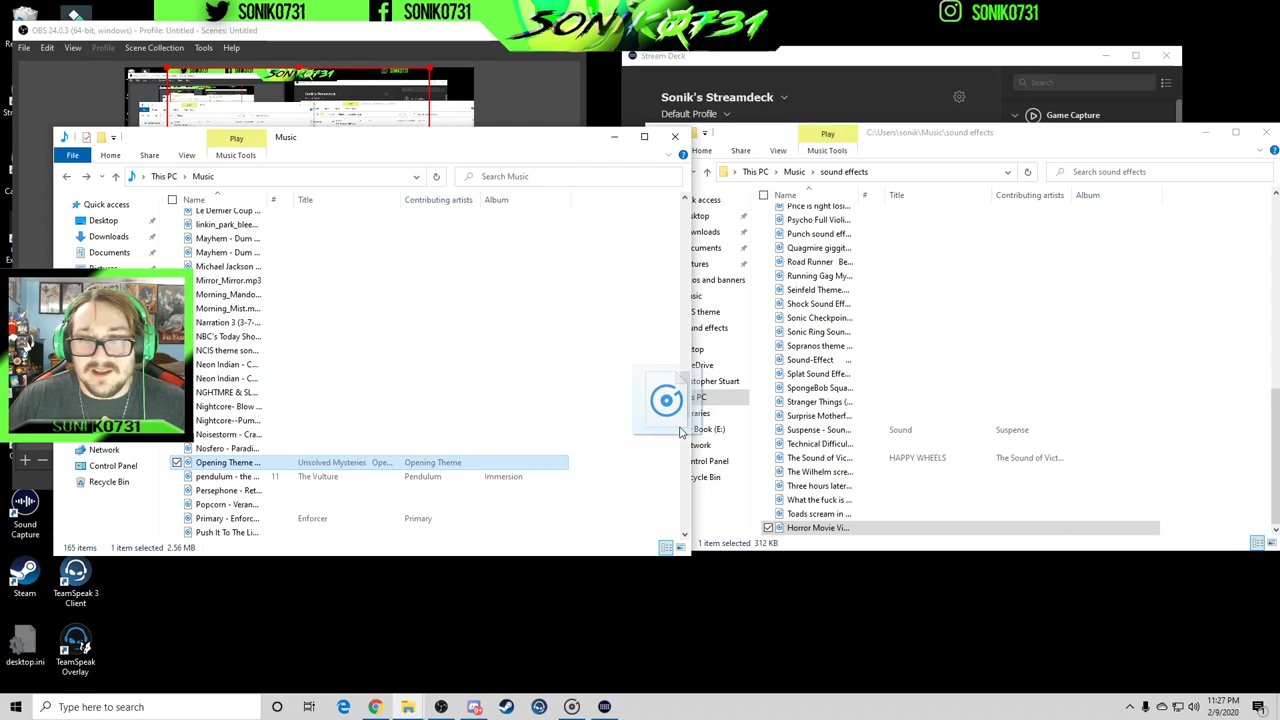 SONIK0731
SONIK0731
SONIK0731
SONIK0731
OBS 24.0.3 (64-bit, windows) - Profile: Untitled - Scenes: Untitled
File Edit View Profile Scene Collection Tools Help
Stream Deck
Search
Sonik's Streamdeck
Default Profile
Game Capture
Play
Music
File Home Share View Music Tools
This PC > Music
Search Music
Name # Title Contributing artists Album
Quick access
Desktop
Downloads
Documents
Network
Control Panel
Recycle Bin
Le Dernier Coup ...
linkin_park_blee...
Mayhem - Dum ...
Mayhem - Dum ...
Michael Jackson ...
Mirror_Mirror.mp3
Morning_Mando...
Morning_Mist.m...
Narration 3 (3-7-...
NBC's Today Sho...
NCIS theme son...
Neon Indian - C...
Neon Indian - C...
NGHTMRE & SL...
Nightcore- Blow ...
Nightcore--Pum...
Noisestorm - Cra...
Nosfero - Paradi...
Opening Theme ... Unsolved Mysteries Ope... Opening Theme
pendulum - the ... 11 The Vulture Pendulum Immersion
Persephone - Ret...
Popcorn - Veran...
Primary - Enforc... Enforcer Primary
Push It To The Li...
165 items 1 item selected 2.56 MB
Play
C:\Users\sonik\Music\sound effects
Home Share View Music Tools
This PC > Music > sound effects
Search sound effects
Name # Title Contributing artists Album
Price is right losi...
Psycho Full Violi...
Punch sound eff...
Quagmire giggit...
Road Runner Be...
Running Gag My...
Seinfeld Theme....
Shock Sound Eff...
Sonic Checkpoin...
Sonic Ring Soun...
Sopranos theme ...
Sound-Effect ...
Splat Sound Effe...
SpongeBob Squa...
Stranger Things (...
Surprise Motherf...
Suspense - Soun... Sound Suspense
Technical Difficul...
The Sound of Vict... HAPPY WHEELS The Sound of Vict...
The Wilhelm scre...
Three hours later...
What the fuck is ...
Toads scream in ...
Horror Movie Vi...
1 item selected 312 KB
SONIK0731
Sound
Capture
Steam
TeamSpeak 3
Client
desktop.ini
TeamSpeak
Overlay
Type here to search
11:27 PM
2/9/2020